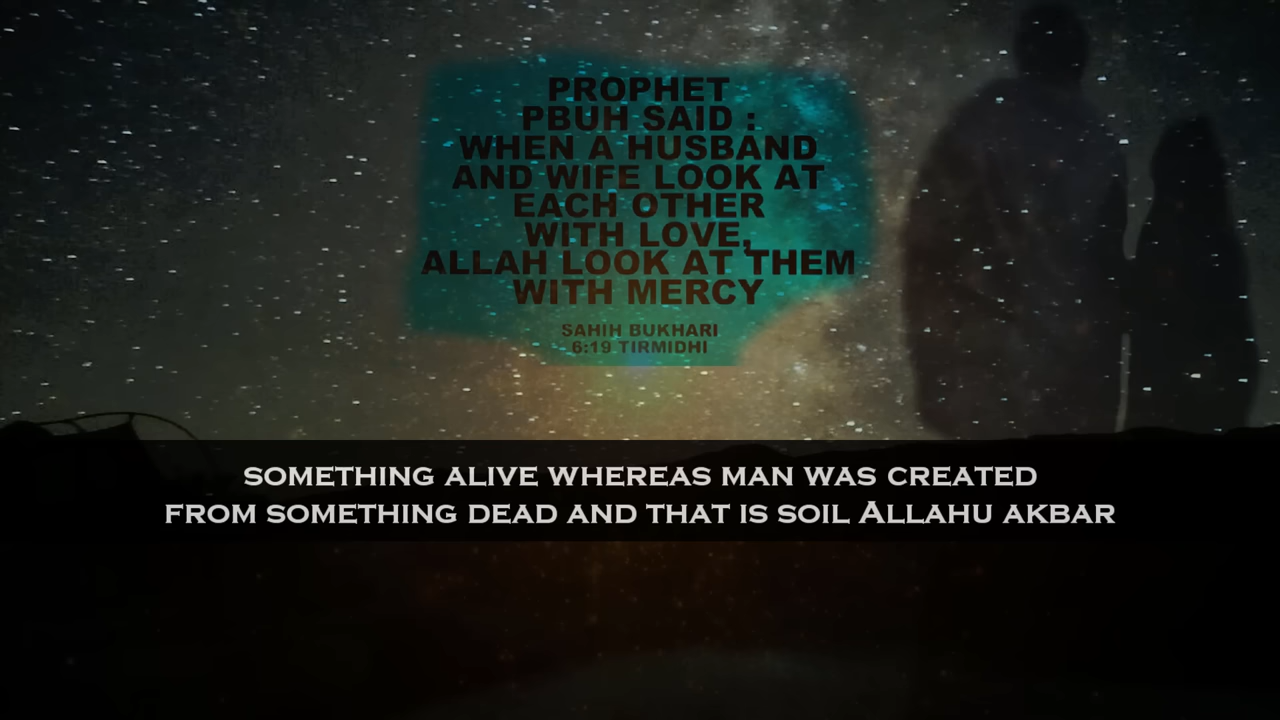 PROPHET
PBUH SAID :
WHEN A HUSBAND
AND WIFE LOOK AT
EACH OTHER
WITH LOVE,
ALLAH LOOK AT THEM
WITH MERCY
SAHIH BUKHARI
6:19 TIRMIDHI
SOMETHING ALIVE WHEREAS MAN WAS CREATED
FROM SOMETHING DEAD AND THAT IS SOIL ALLAHU AKBAR